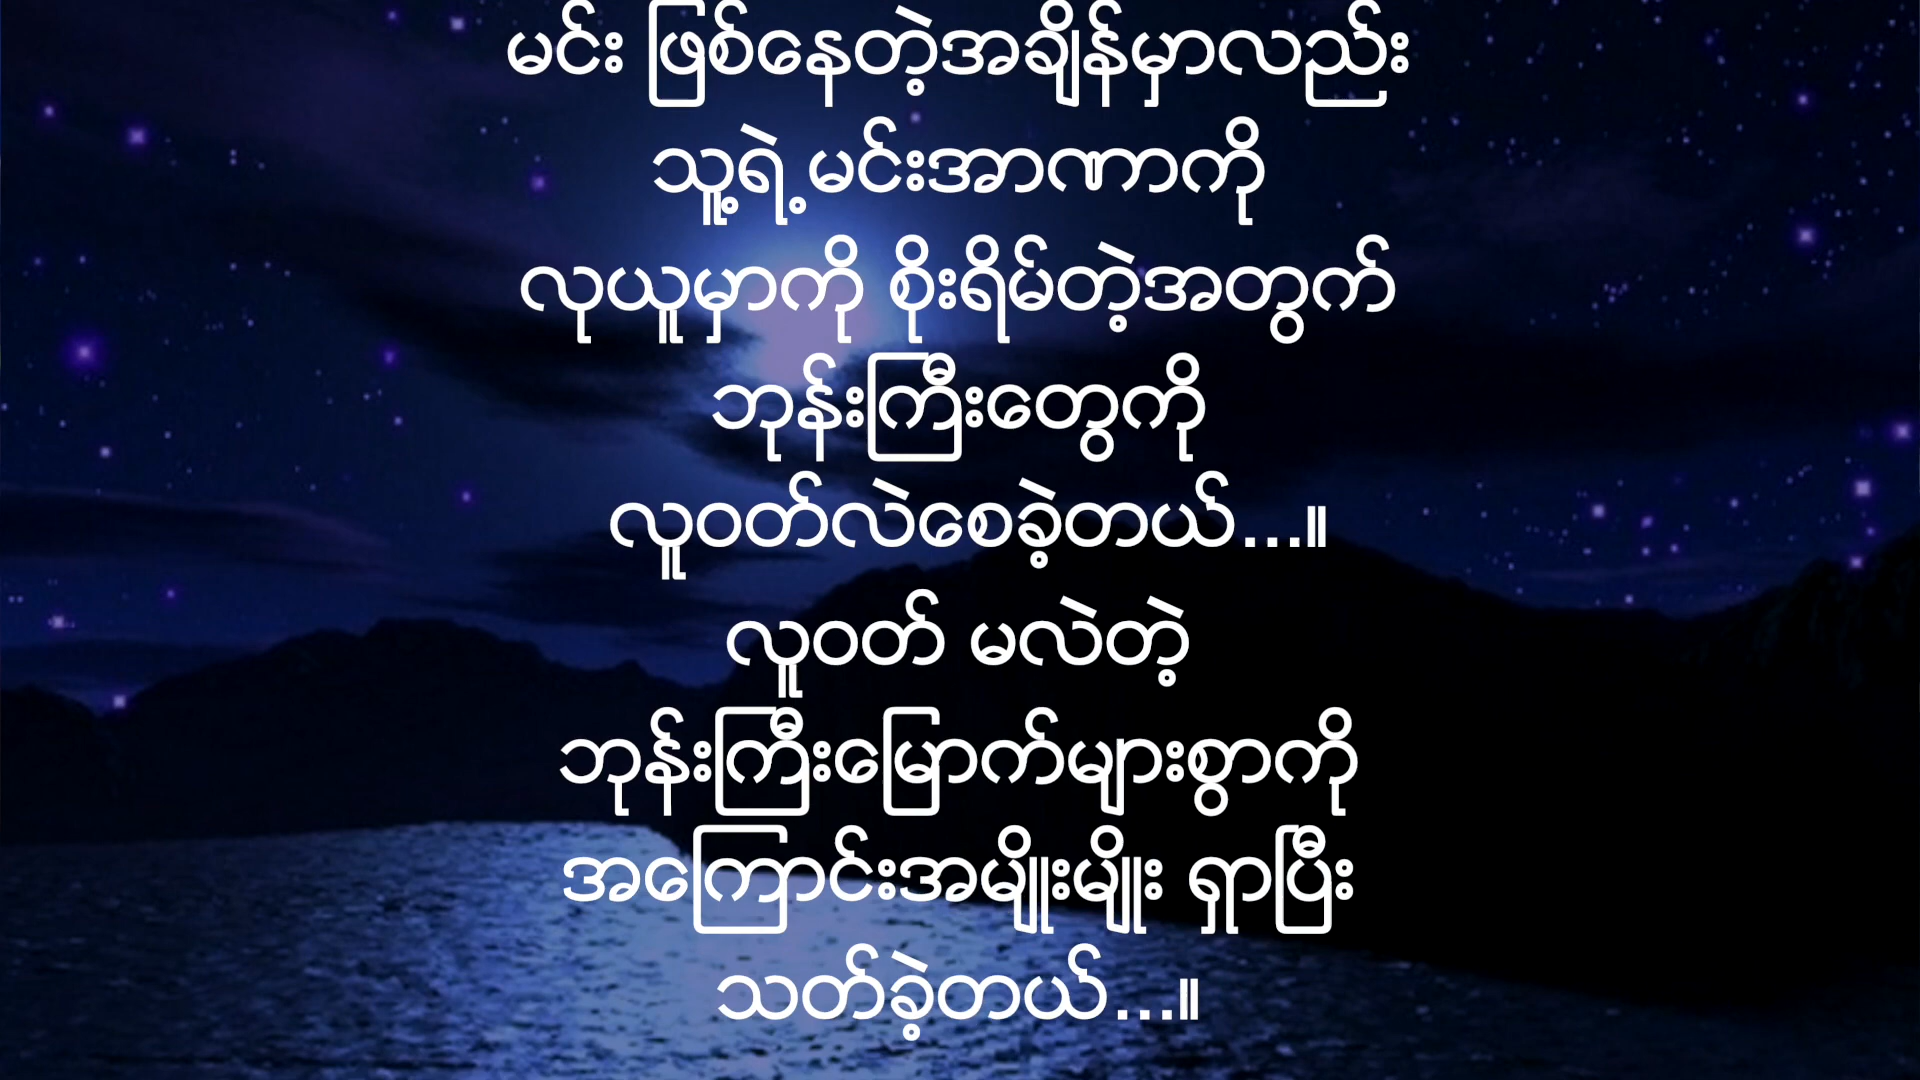 မင်း ဖြစ်နေတဲ့အချိန်မှာလည်း
သူ့ရဲ့မင်းအာဏာကို
လုယူမှာကို စိုးရိမ်တဲ့အတွက်
ဘုန်းကြီးတွေကို
လူဝတ်လဲစေခဲ့တယ်...။
လူဝတ် မလဲတဲ့
ဘုန်းကြီးမြောက်များစွာကို
အကြောင်းအမျိုးမျိုး ရှာပြီး
သတ်ခဲ့တယ်...။